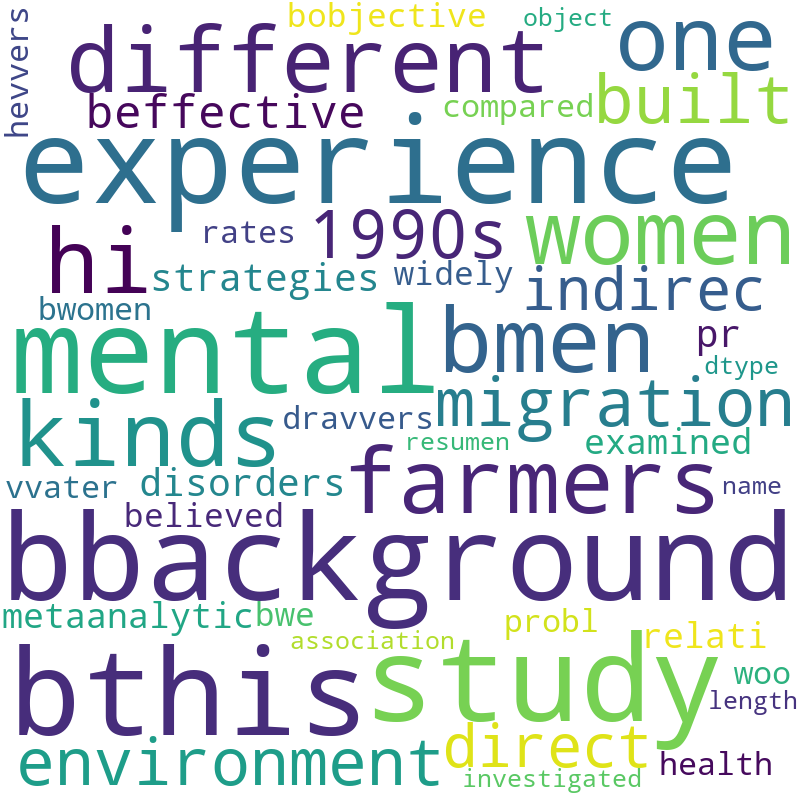 hevvers
bobjective
object
different
one
beffective
compared
built
experience
hi
rates
1990s
women
strategies
widely
indirec
bwomen
mental
bmen
pr
dtype
kinds
dravvers
migration
resumen
examined
vvater
disorders
farmers
name
believed
bbackground
metaanalytic
bwe
probl
relati
association
bthis
study
woo
length
environment
direct
health
investigated